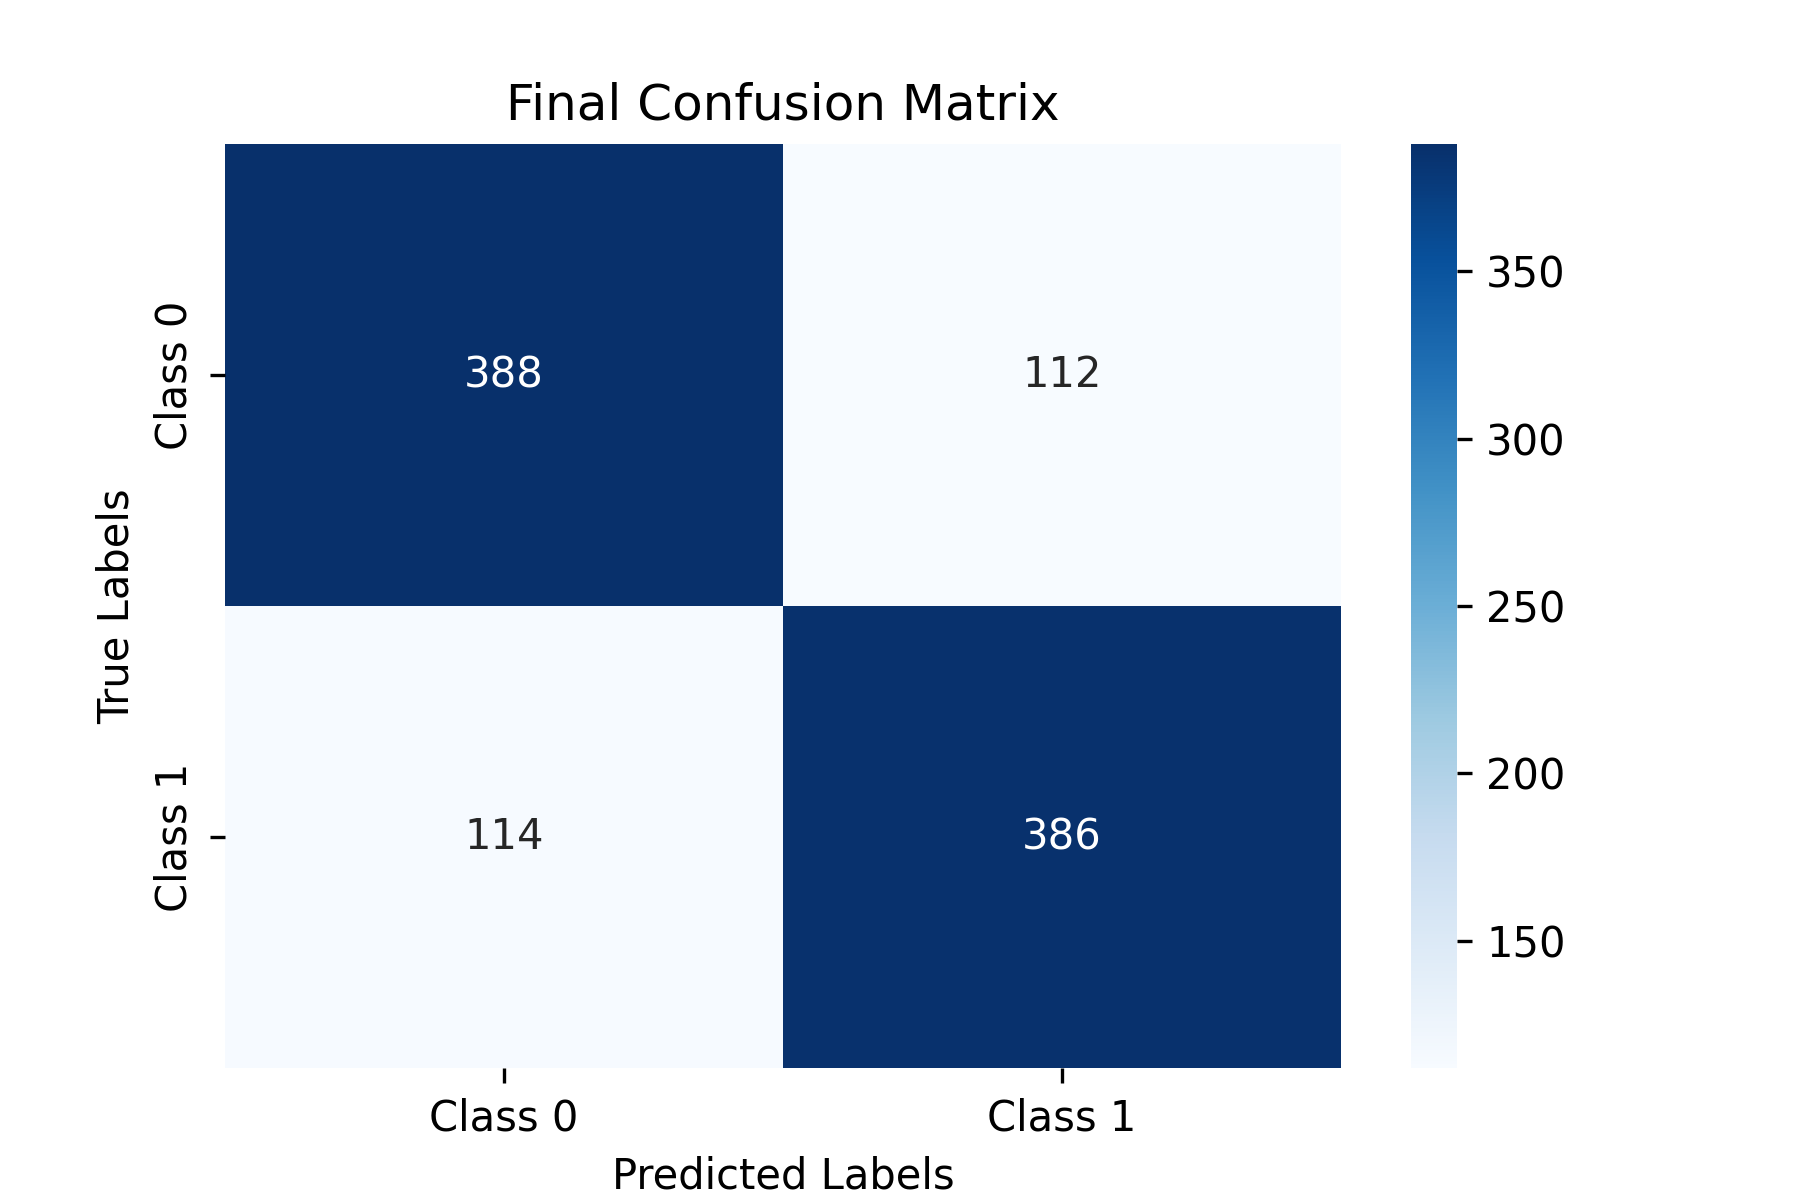 Final Confusion Matrix
True Labels
Class 0
388
112
Class 1
114
386
Class 0
Class 1
Predicted Labels
350
300
250
200
150